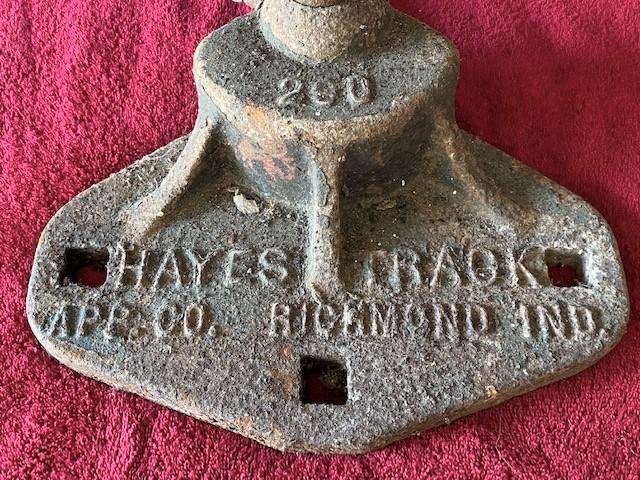 290
HAYES TRACK
APP. CO. RICHMOND IND.